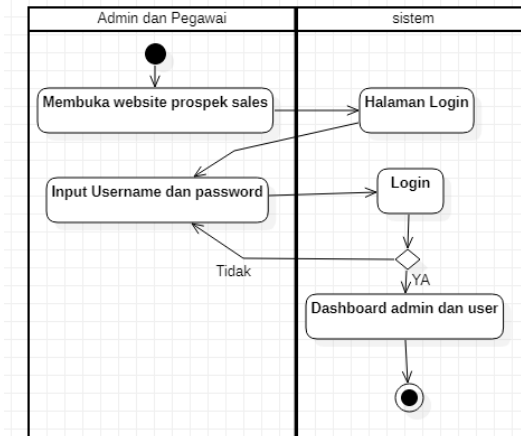 Admin dan Pegawai
sistem
Membuka website prospek sales
Halaman Login
Input Username dan password
Login
Tidak
YA
Dashboard admin dan user